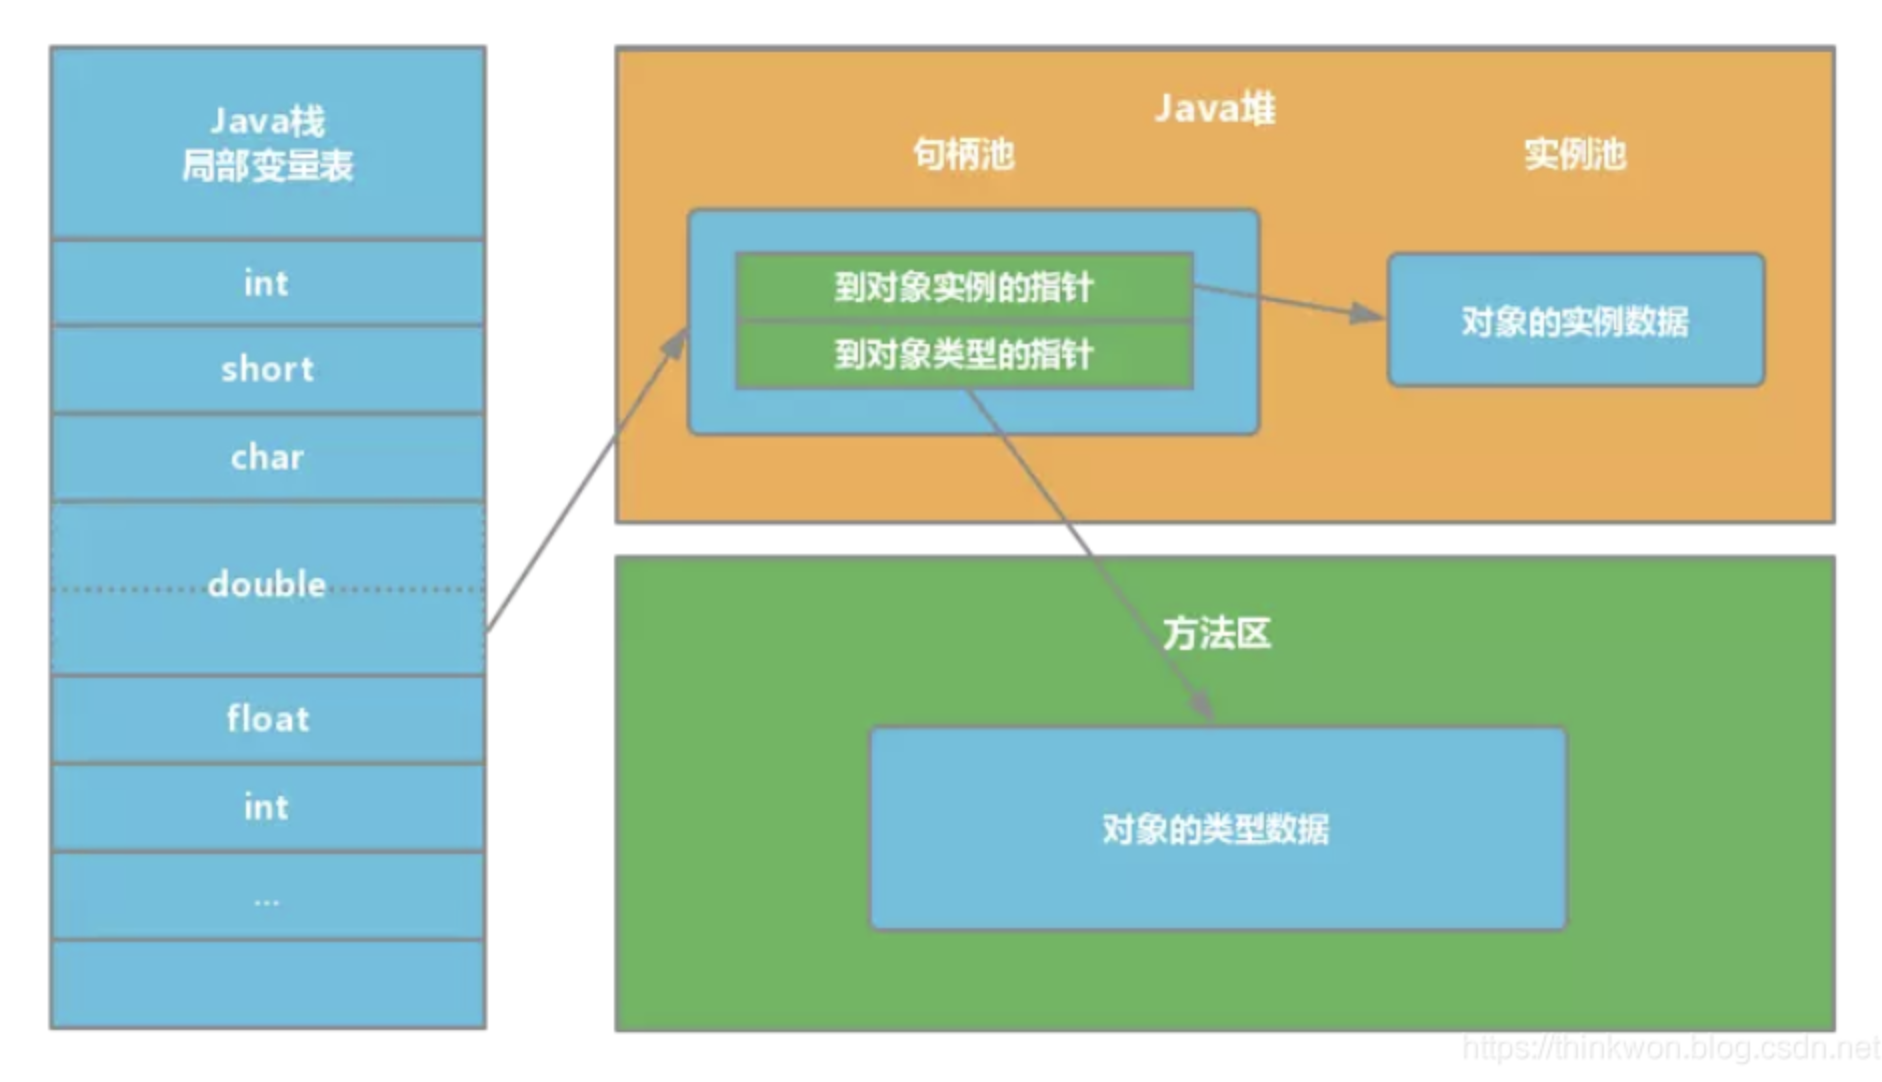 Java栈
局部变量表
int
short
char
double
float
int
...
Java堆
句柄池
实例池
到对象实例的指针
到对象类型的指针
对象的实例数据
方法区
对象的类型数据
https://thinkwon.blog.csdn.net